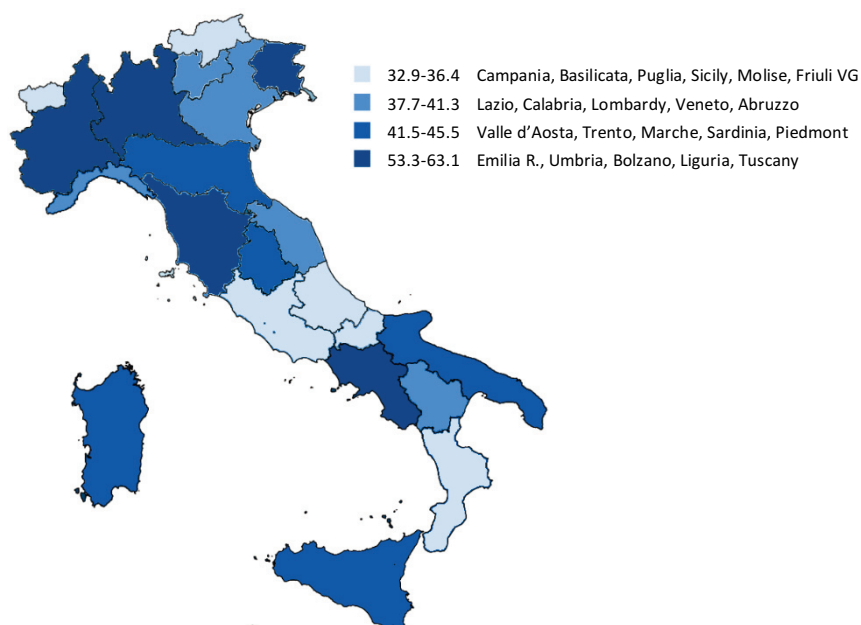 32.9-36.4 Campania, Basilicata, Puglia, Sicily, Molise, Friuli VG
37.7-41.3 Lazio, Calabria, Lombardy, Veneto, Abruzzo
41.5-45.5 Valle d’Aosta, Trento, Marche, Sardinia, Piedmont
53.3-63.1 Emilia R., Umbria, Bolzano, Liguria, Tuscany